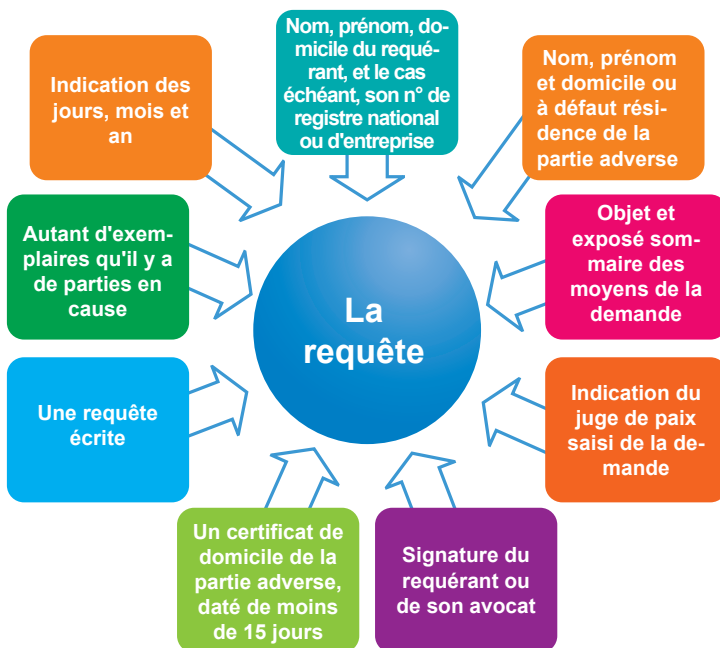 Nom, prénom, do-
micile du requé-
rant, et le cas
échéant, son n° de
registre national
ou d'entreprise
Nom, prénom
et domicile ou
à défaut rési-
dence de la
partie adverse
Objet et
exposé som-
maire des
moyens de la
demande
Indication du
juge de paix
saisi de la de-
mande
Signature du
requérant ou
de son avocat
Un certificat de
domicile de la
partie adverse,
daté de moins
de 15 jours
Une requête
écrite
Autant d'exem-
plaires qu'il y a
de parties en
cause
Indication des
jours, mois et
an
La
requête